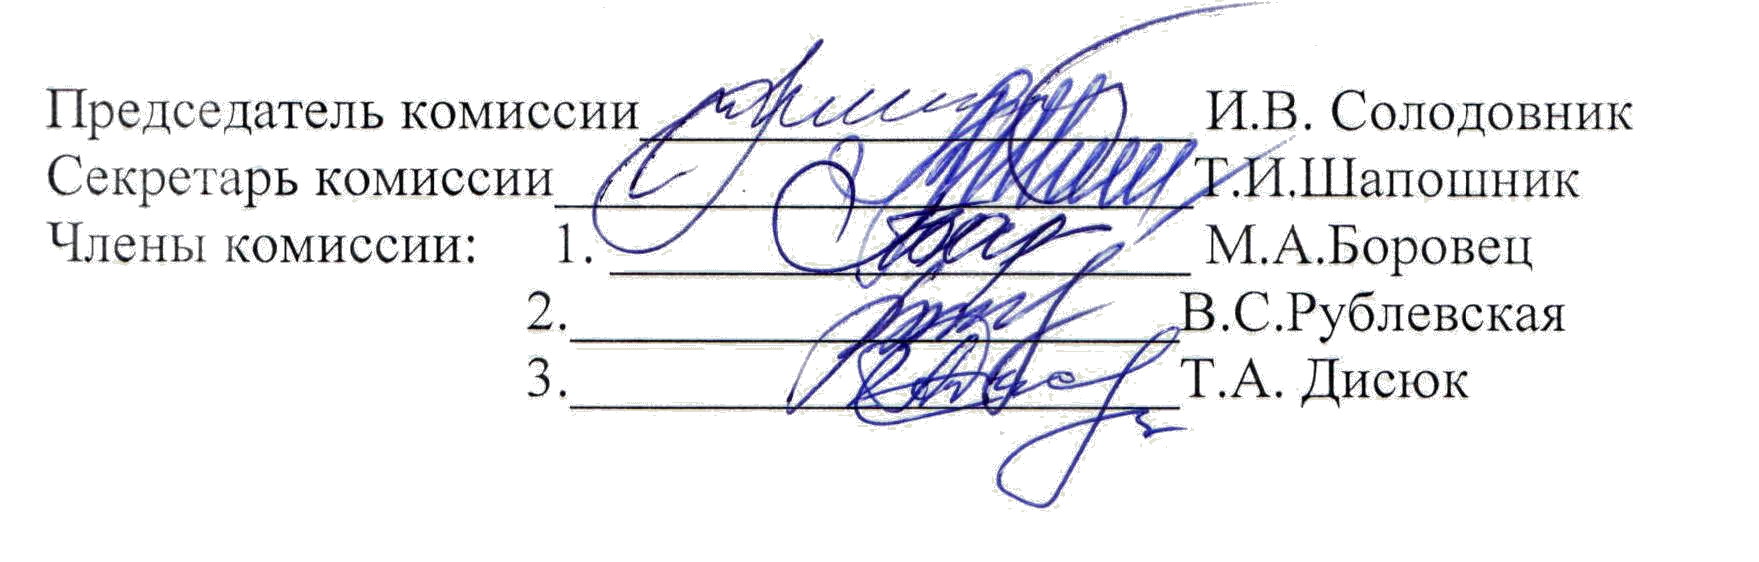 Председатель комиссии И.В. Солодовник
Секретарь комиссии Т.И.Шапошник
Члены комиссии: 1. М.А.Боровец
2. В.С.Рублевская
3. Т.А. Дисюк